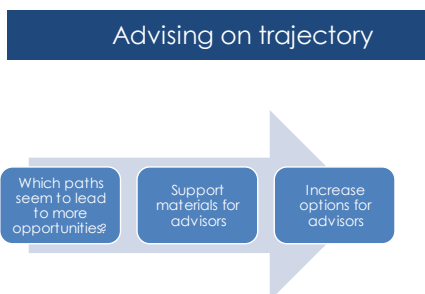 Advising on trajectory
Which paths
seem to lead
to more
opportunities?
Support
materials for
advisors
Increase
options for
advisors